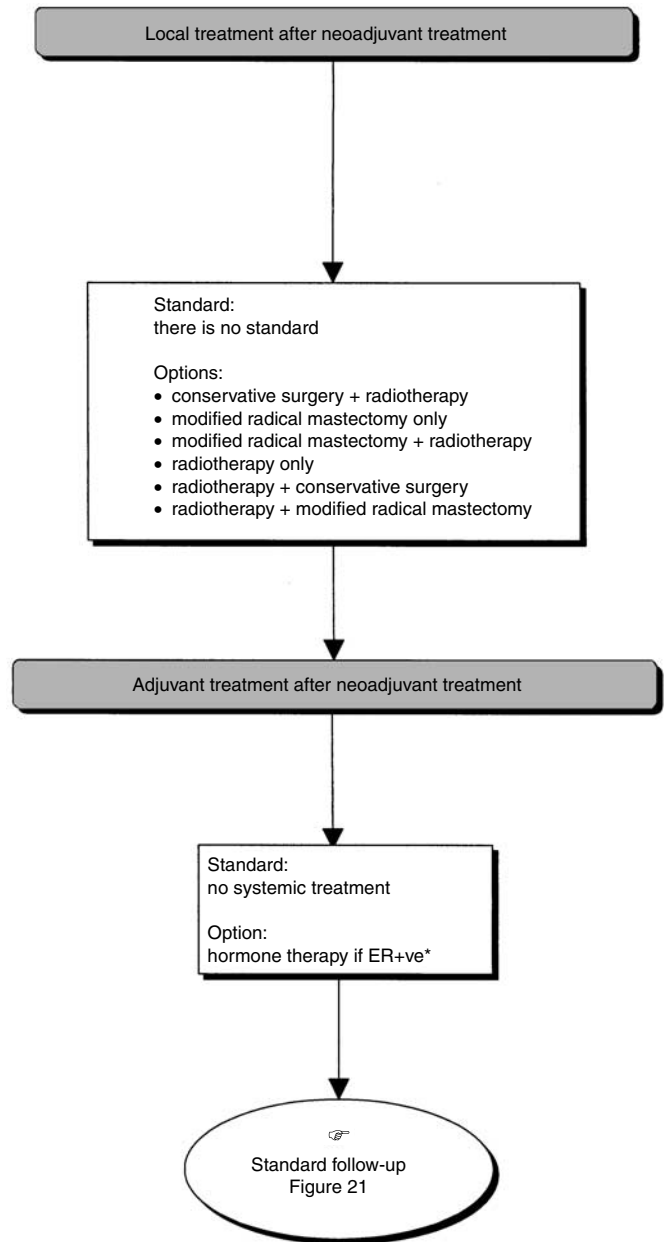 Local treatment after neoadjuvant treatment
Standard:
there is no standard
Options:
• conservative surgery + radiotherapy
• modified radical mastectomy only
• modified radical mastectomy + radiotherapy
• radiotherapy only
• radiotherapy + conservative surgery
• radiotherapy + modified radical mastectomy
Adjuvant treatment after neoadjuvant treatment
Standard:
no systemic treatment
Option:
hormone therapy if ER+ve*
☞
Standard follow-up
Figure 21